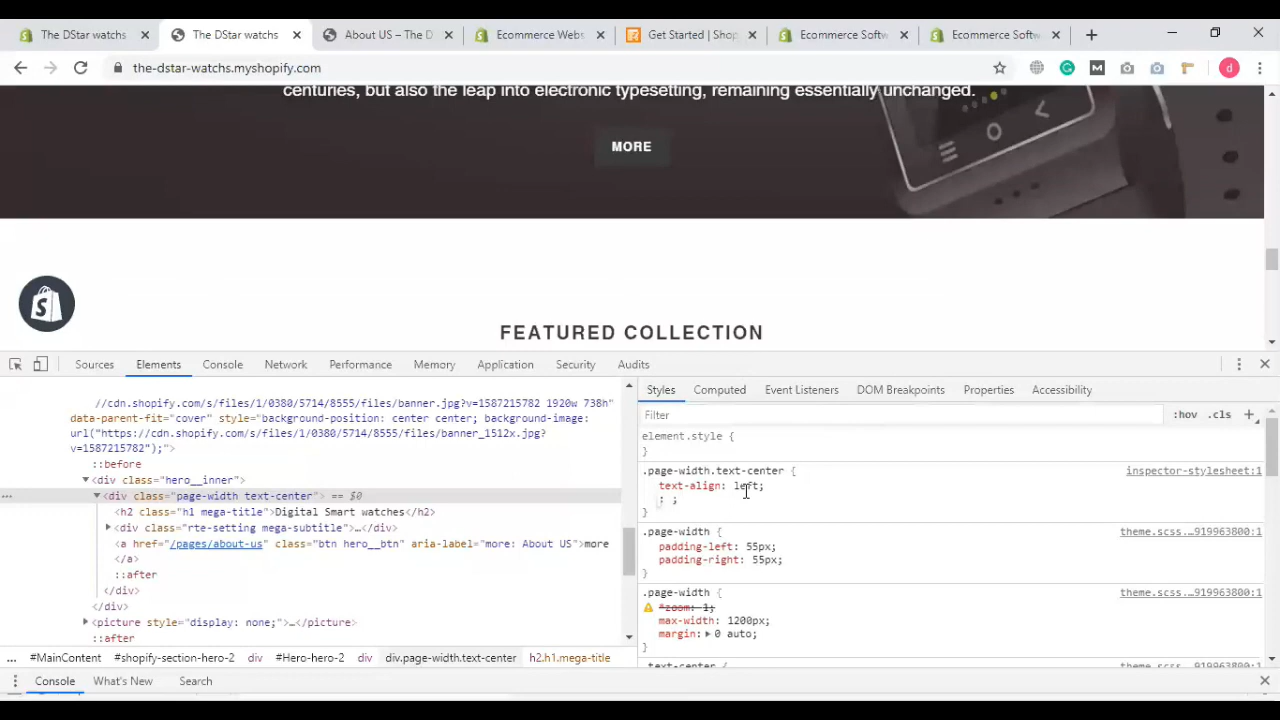 The DStar watchs
The DStar watchs
About US – The D
Ecommerce Webs
Get Started | Shop
Ecommerce Softw
Ecommerce Softw
the-dstar-watchs.myshopify.com
M
d
centuries, but also the leap into electronic typesetting, remaining essentially unchanged.
MORE
FEATURED COLLECTION
Sources
Elements
Console
Network
Performance
Memory
Application
Security
Audits
//cdn.shopify.com/s/files/1/0380/5714/8555/files/banner.jpg?v=1587215782 1920w 738h"
data-parent-fit="cover" style="background-position: center center; background-image:
url("https://cdn.shopify.com/s/files/1/0380/5714/8555/files/banner_1512x.jpg?
v=1587215782");">
::before
<div class="hero__inner">
... <div class="page-width text-center"> == $0
<h2 class="h1 mega-title">Digital Smart watches</h2>
<div class="rte-setting mega-subtitle">…</div>
<a href="/pages/about-us" class="btn hero__btn" aria-label="more: About US">more
</a>
::after
</div>
</div>
<picture style="display: none;">…</picture>
::after
... #MainContent #shopify-section-hero-2 div #Hero-hero-2 div div.page-width.text-center h2.h1.mega-title
Styles
Computed
Event Listeners
DOM Breakpoints
Properties
Accessibility
Filter
:hov .cls +
element.style {
}
.page-width.text-center { inspector-stylesheet:1
text-align: left;
: ;
}
.page-width { theme.scss.…919963800:1
padding-left: 55px;
padding-right: 55px;
}
.page-width { theme.scss.…919963800:1
*zoom: 1;
max-width: 1200px;
margin: 0 auto;
}
.text-center { theme.scss.…919963800:1
Console
What's New
Search